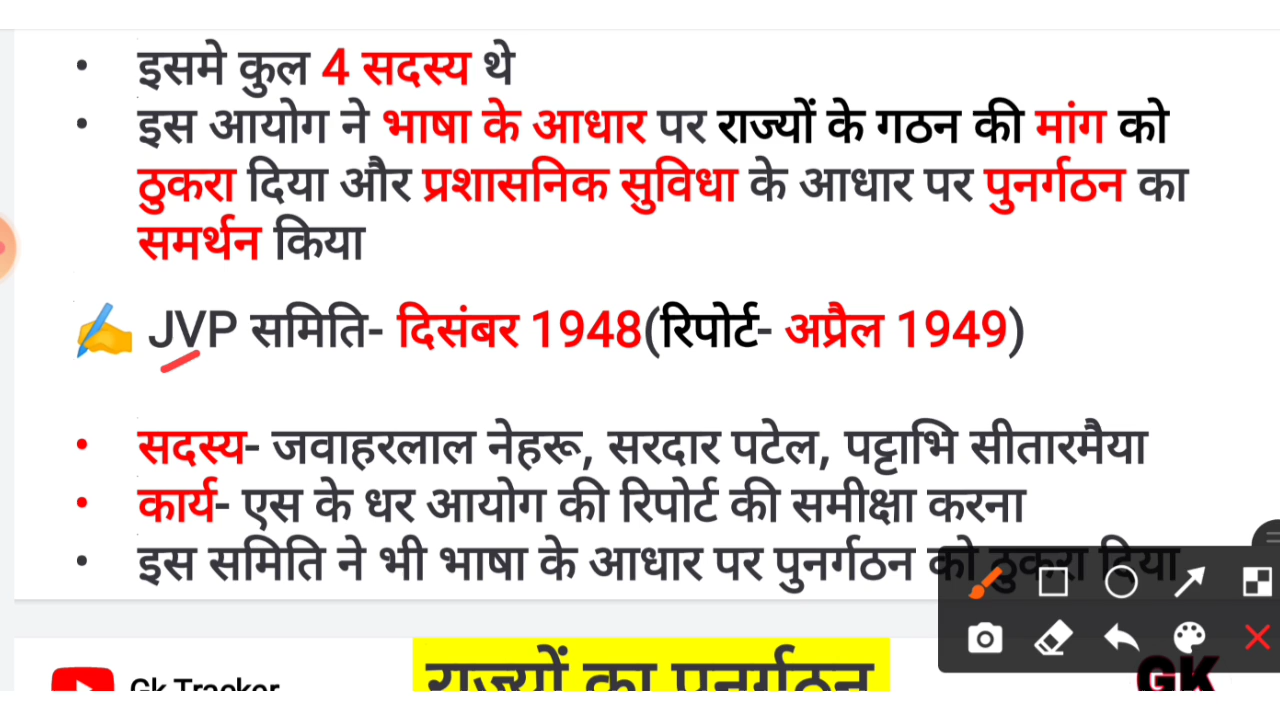 • इसमे कुल 4 सदस्य थे
• इस आयोग ने भाषा के आधार पर राज्यों के गठन की मांग को
ठुकरा दिया और प्रशासनिक सुविधा के आधार पर पुनर्गठन का
समर्थन किया
✍ JVP समिति- दिसंबर 1948(रिपोर्ट- अप्रैल 1949)
• सदस्य- जवाहरलाल नेहरू, सरदार पटेल, पट्टाभि सीतारमैया
• कार्य- एस के धर आयोग की रिपोर्ट की समीक्षा करना
• इस समिति ने भी भाषा के आधार पर पुनर्गठन को ठुकरा दिया
Gk Tracker
राज्यों का पुनर्गठन
GK